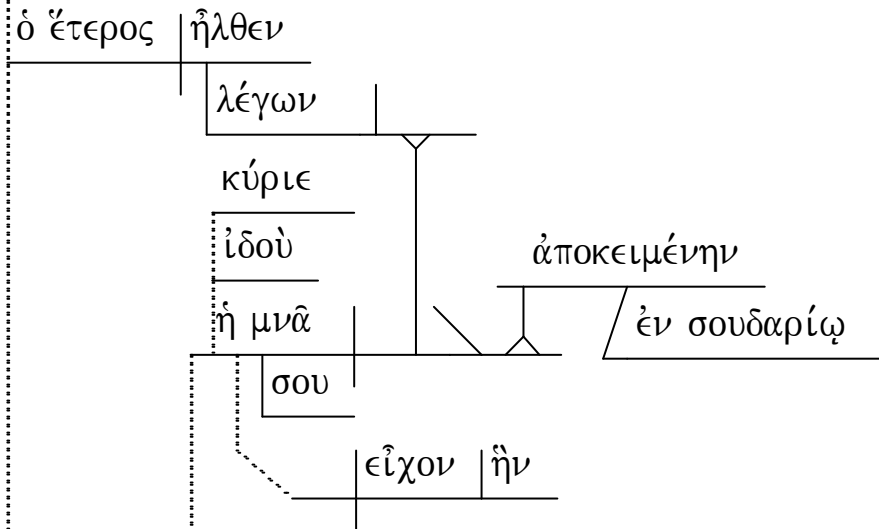 ὁ ἕτερος ἦλθεν
λέγων
κύριε
ἰδοὺ
ἀποκειμένην
ἡ μνᾶ
ἐν σουδαρίῳ
σου
εἶχον ἣν